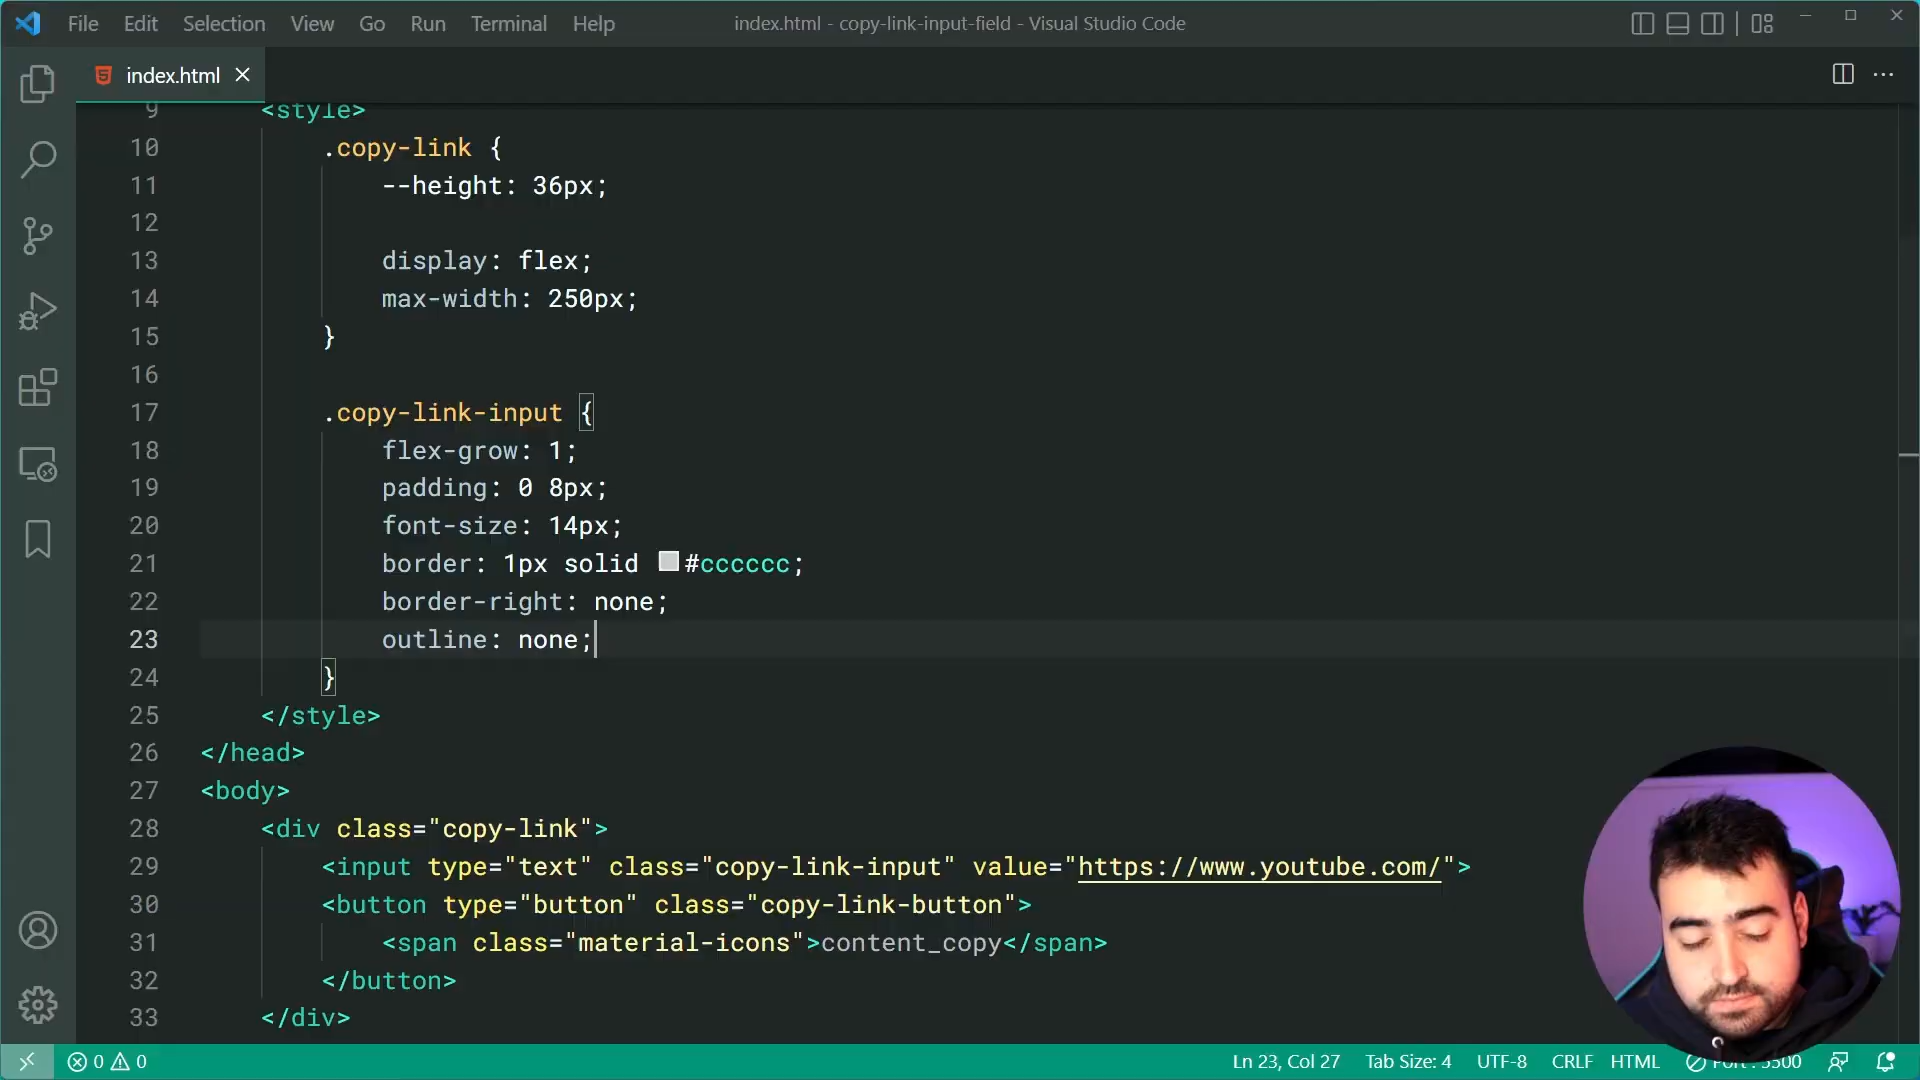 File Edit Selection View Go Run Terminal Help index.html - copy-link-input-field - Visual Studio Code
index.html
9 <style>
10 .copy-link {
11 --height: 36px;
12
13 display: flex;
14 max-width: 250px;
15 }
16
17 .copy-link-input {
18 flex-grow: 1;
19 padding: 0 8px;
20 font-size: 14px;
21 border: 1px solid #cccccc;
22 border-right: none;
23 outline: none;
24 }
25 </style>
26 </head>
27 <body>
28 <div class="copy-link">
29 <input type="text" class="copy-link-input" value="https://www.youtube.com/">
30 <button type="button" class="copy-link-button">
31 <span class="material-icons">content_copy</span>
32 </button>
33 </div>
0 0 Ln 23, Col 27 Tab Size: 4 UTF-8 CRLF HTML Port : 5500